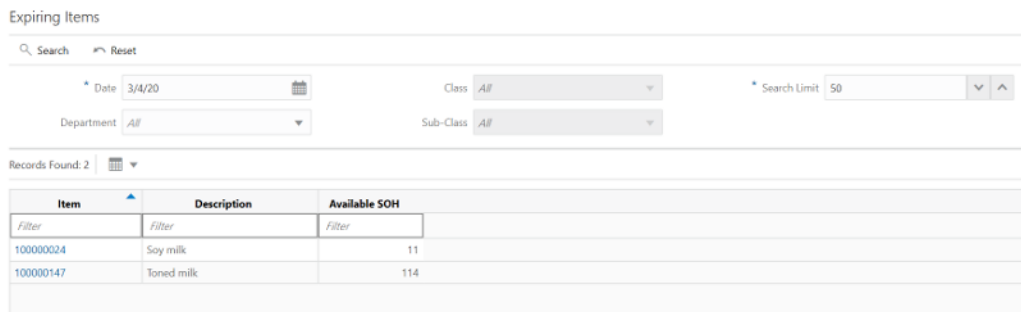 Expiring Items
Search Reset
* Date 3/4/20 Class All * Search Limit 50
Department All Sub-Class All
Records Found: 2
Item Description Available SOH
Filter Filter Filter
100000024 Soy milk 11
100000147 Toned milk 114